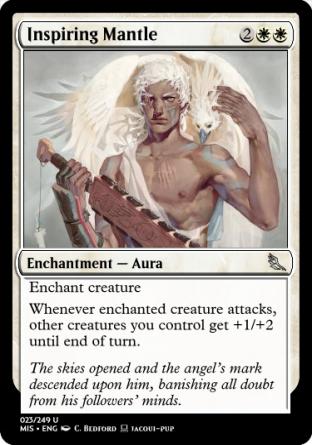 Inspiring Mantle 2
Enchantment — Aura
Enchant creature
Whenever enchanted creature attacks,
other creatures you control get +1/+2
until end of turn.
The skies opened and the angel's mark
descended upon him, banishing all doubt
from his followers' minds.
023/249 U
MIS • ENG C. Bedford jacqui-pup